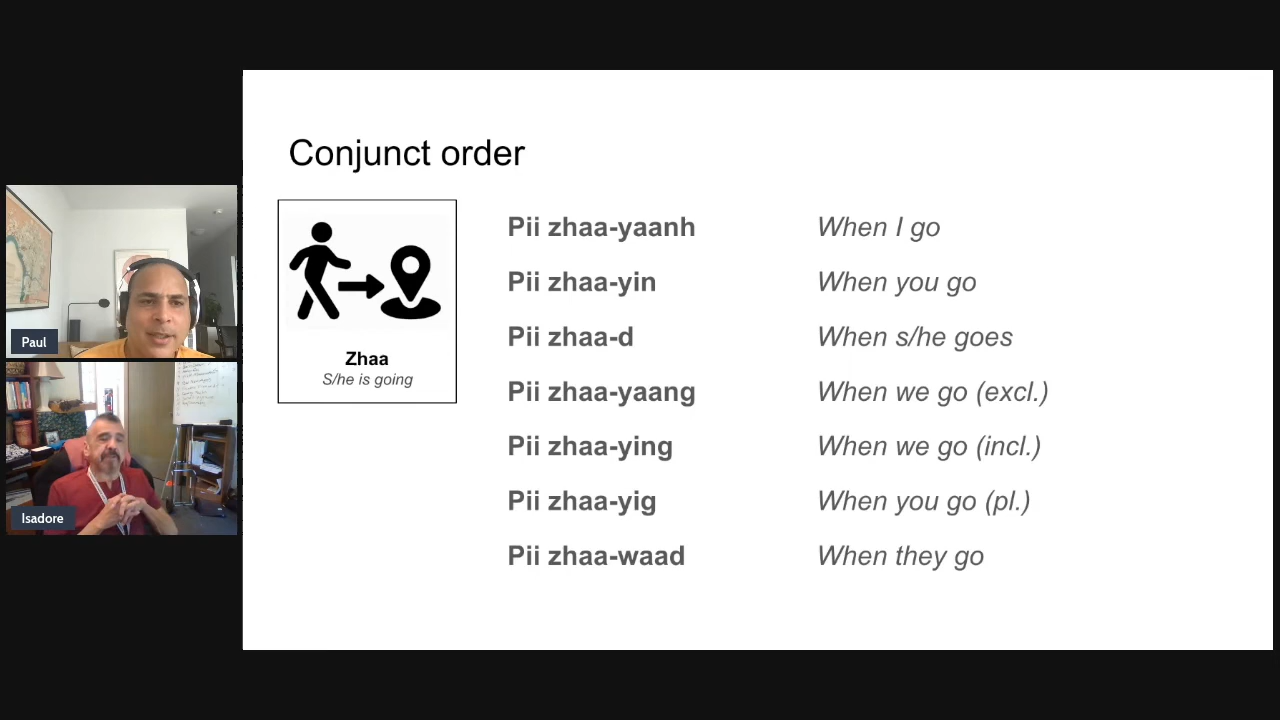 Conjunct order
Zhaa
S/he is going
Pii zhaa-yaanh When I go
Pii zhaa-yin When you go
Pii zhaa-d When s/he goes
Pii zhaa-yaang When we go (excl.)
Pii zhaa-ying When we go (incl.)
Pii zhaa-yig When you go (pl.)
Pii zhaa-waad When they go
Paul
Isadore